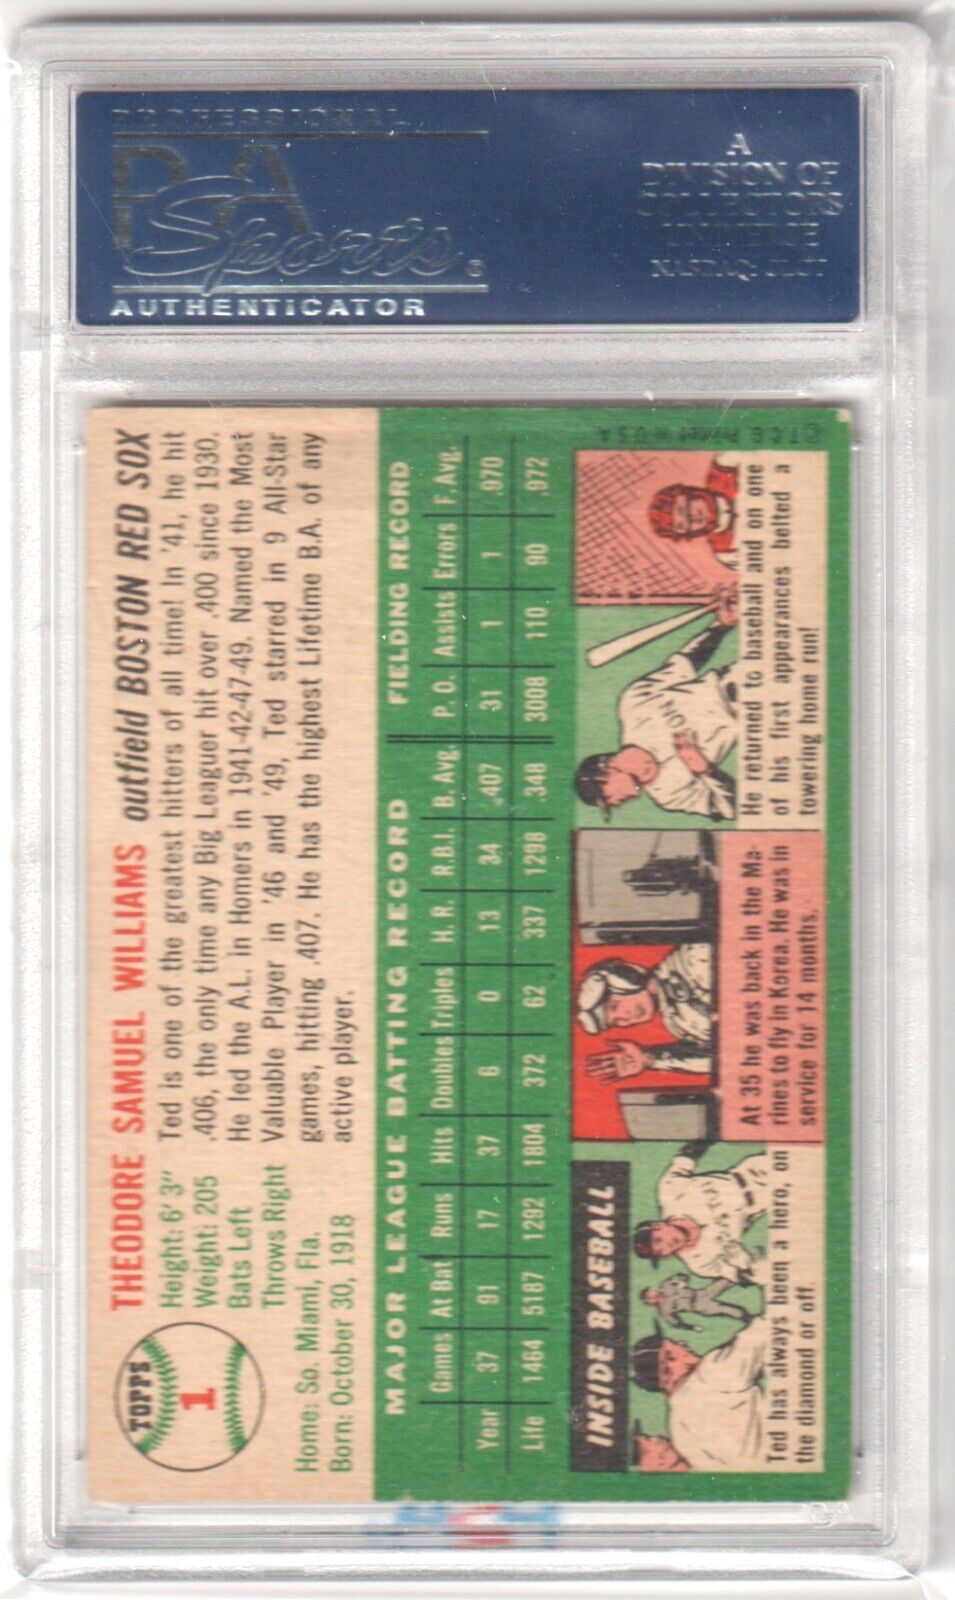 PROFESSIONAL
PSA
Sports®
AUTHENTICATOR
A
DIVISION OF
COLLECTORS
UNIVERSE
NASDAQ: CLCT
TOPPS
1
THEODORE SAMUEL WILLIAMS outfield BOSTON RED SOX
Height: 6' 3"
Weight: 205
Bats Left
Throws Right
Home: So. Miami, Fla.
Born: October 30, 1918
Ted is one of the greatest hitters of all time! In '41, he hit
.406, the only time any Big Leaguer hit over .400 since 1930.
He led the A.L. in Homers in 1941-42-47-49. Named the Most
Valuable Player in '46 and '49, Ted starred in 9 All-Star
games, hitting .407. He has the highest Lifetime B.A. of any
active player.
MAJOR LEAGUE BATTING RECORD FIELDING RECORD
Games At Bat Runs Hits Doubles Triples H. R. R.B.I. B. Avg. P. O. Assists Errors F. Avg.
Year 37 91 17 37 6 0 13 34 .407 31 1 1 .970
Life 1464 5187 1292 1804 372 62 337 1298 .348 3008 110 90 .972
INSIDE BASEBALL
Ted has always been a hero, on
the diamond or off
At 35 he was back in the Ma-
rines to fly in Korea. He was in
service for 14 months.
He returned to baseball and on one
of his first appearances belted a
towering home run!
©T.C.G. Printed in U.S.A.